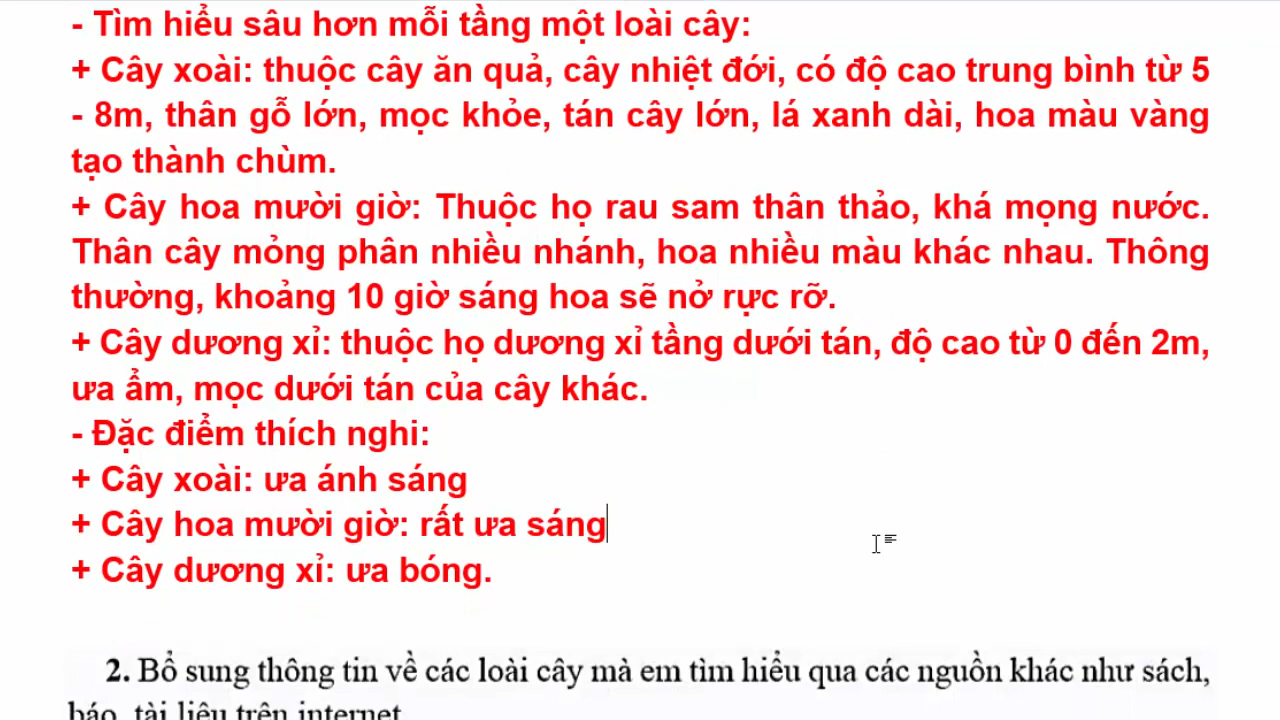 - Tìm hiểu sâu hơn mỗi tầng một loài cây:
+ Cây xoài: thuộc cây ăn quả, cây nhiệt đới, có độ cao trung bình từ 5
- 8m, thân gỗ lớn, mọc khỏe, tán cây lớn, lá xanh dài, hoa màu vàng
tạo thành chùm.
+ Cây hoa mười giờ: Thuộc họ rau sam thân thảo, khá mọng nước.
Thân cây mỏng phân nhiều nhánh, hoa nhiều màu khác nhau. Thông
thường, khoảng 10 giờ sáng hoa sẽ nở rực rỡ.
+ Cây dương xỉ: thuộc họ dương xỉ tầng dưới tán, độ cao từ 0 đến 2m,
ưa ẩm, mọc dưới tán của cây khác.
- Đặc điểm thích nghi:
+ Cây xoài: ưa ánh sáng
+ Cây hoa mười giờ: rất ưa sáng
+ Cây dương xỉ: ưa bóng.
2. Bổ sung thông tin về các loài cây mà em tìm hiểu qua các nguồn khác như sách,
báo, tài liệu trên internet